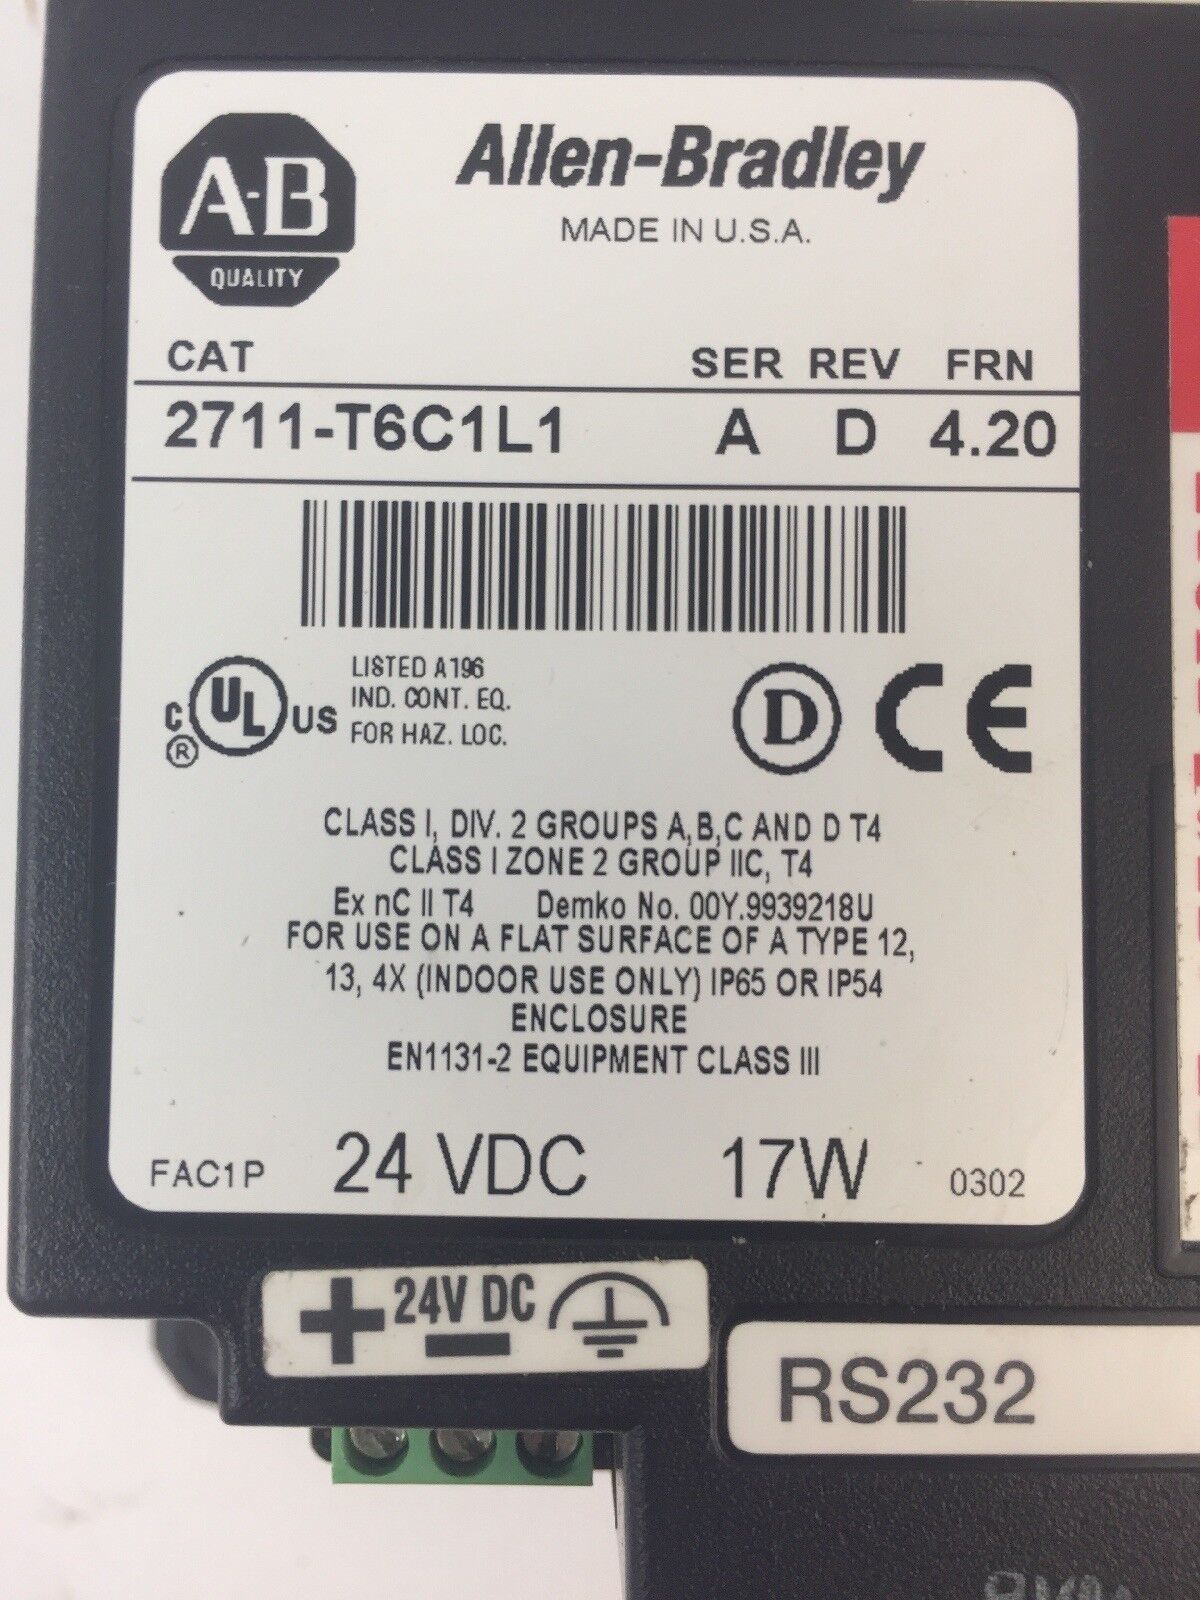 A-B
QUALITY
Allen-Bradley
MADE IN U.S.A.
CAT SER REV FRN
2711-T6C1L1 A D 4.20
C UL US
®
LISTED A196
IND. CONT. EQ.
FOR HAZ. LOC.
D CE
CLASS I, DIV. 2 GROUPS A,B,C AND D T4
CLASS I ZONE 2 GROUP IIC, T4
Ex nC II T4 Demko No. 00Y.9939218U
FOR USE ON A FLAT SURFACE OF A TYPE 12,
13, 4X (INDOOR USE ONLY) IP65 OR IP54
ENCLOSURE
EN1131-2 EQUIPMENT CLASS III
FAC1P 24 VDC 17W 0302
+ 24V DC −
RS232